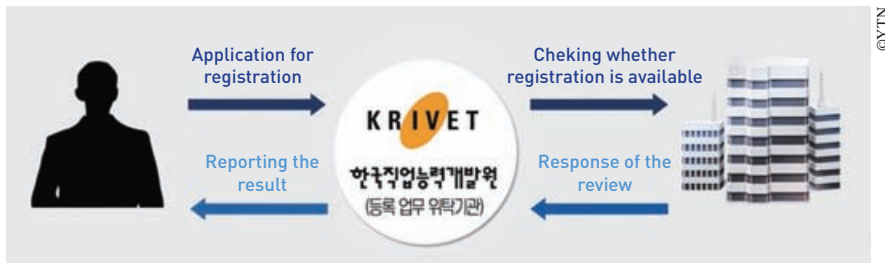 ©YTN
Application for
registration
Cheking whether
registration is available
KRIVET
한국직업능력개발원
(등록 업무 위탁기관)
Reporting the
result
Response of the
review